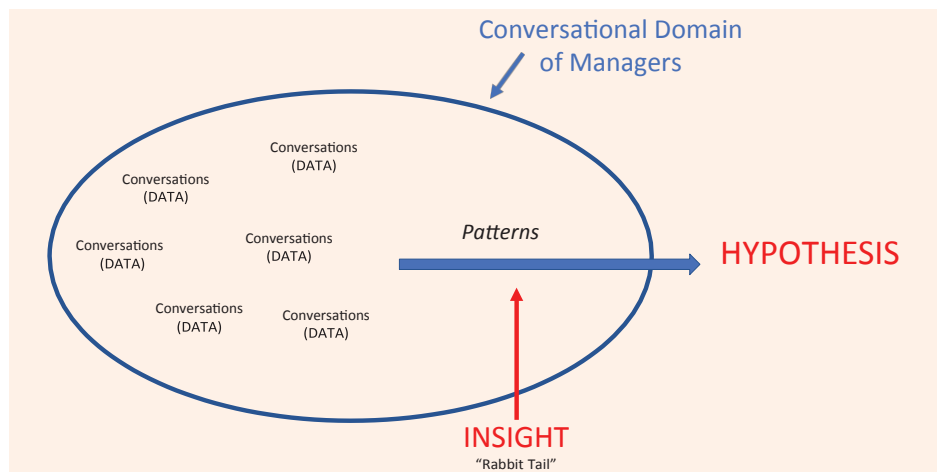 Conversational Domain
of Managers
Conversations
(DATA)
Conversations
(DATA)
Conversations
(DATA)
Conversations
(DATA)
Patterns
HYPOTHESIS
Conversations
(DATA)
Conversations
(DATA)
INSIGHT
“Rabbit Tail”